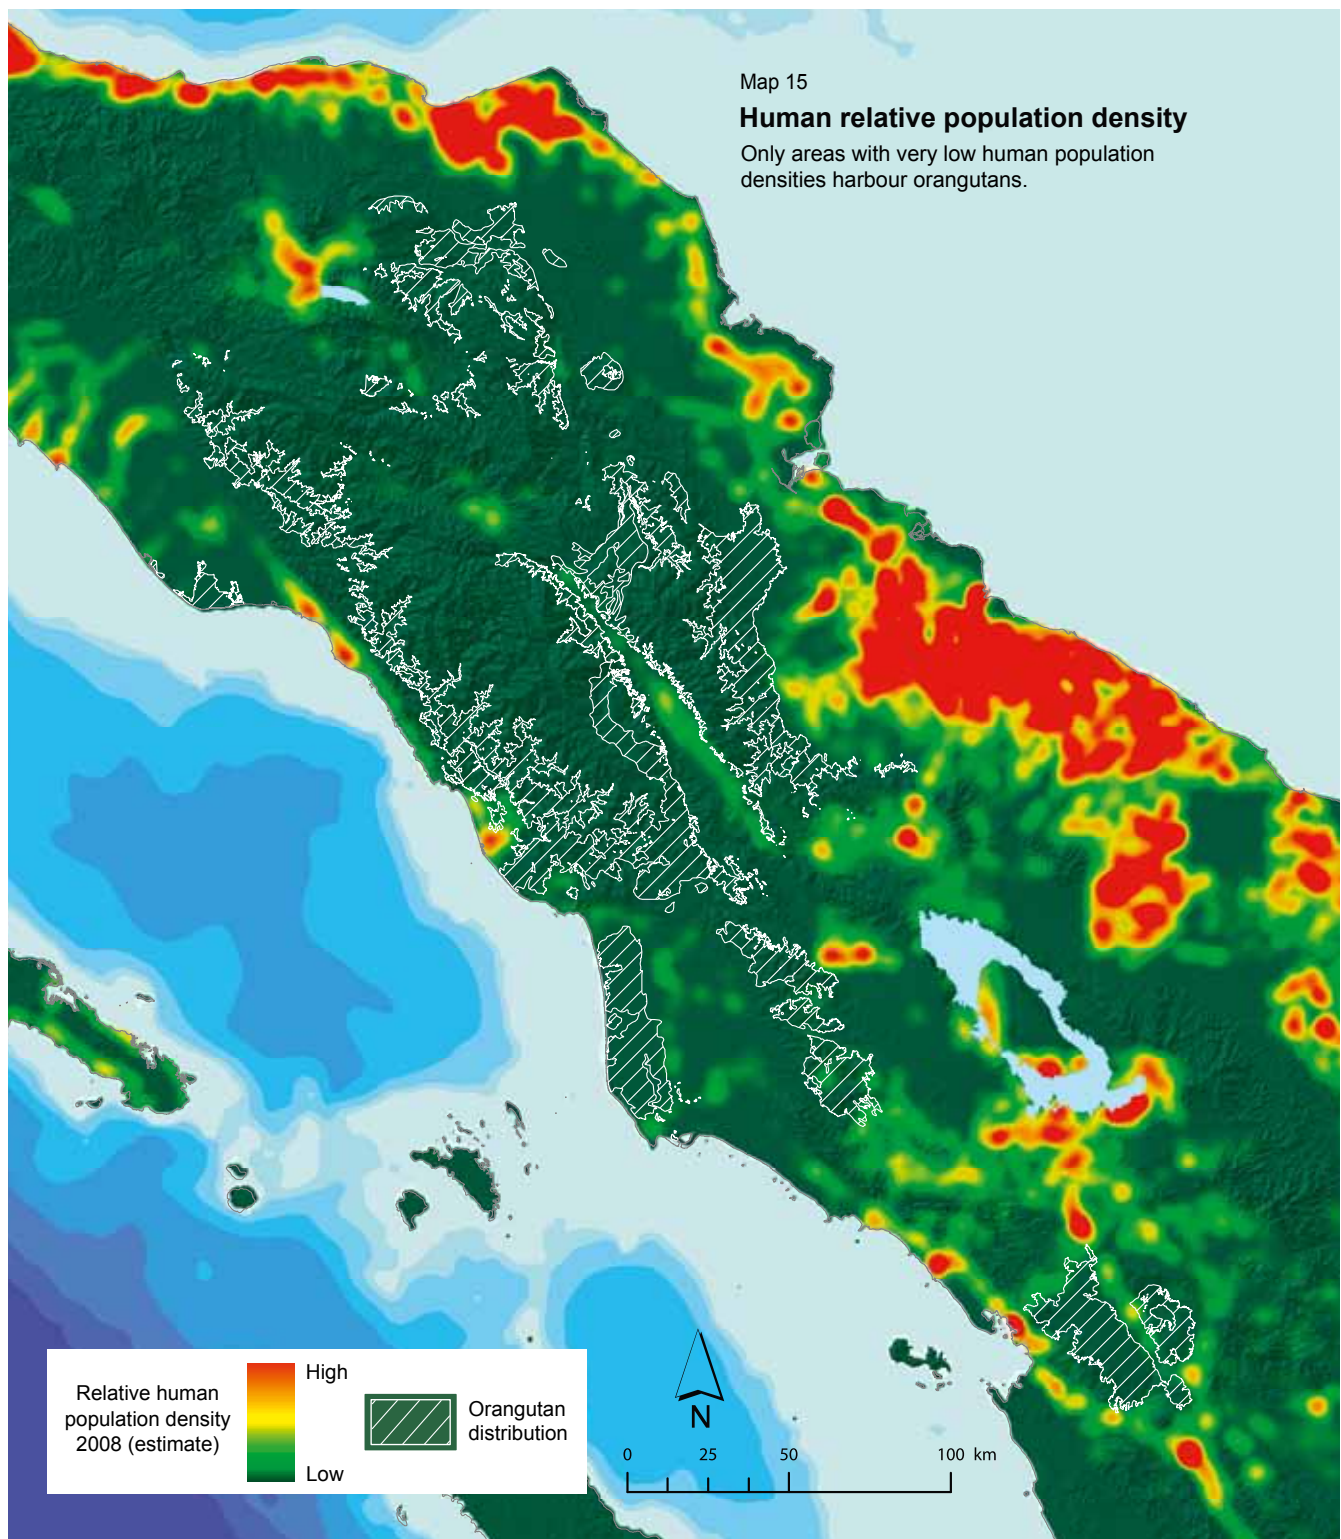 Map 15
Human relative population density
Only areas with very low human population
densities harbour orangutans.
Relative human
population density
2008 (estimate)
High
Low
Orangutan
distribution
N
0 25 50 100 km